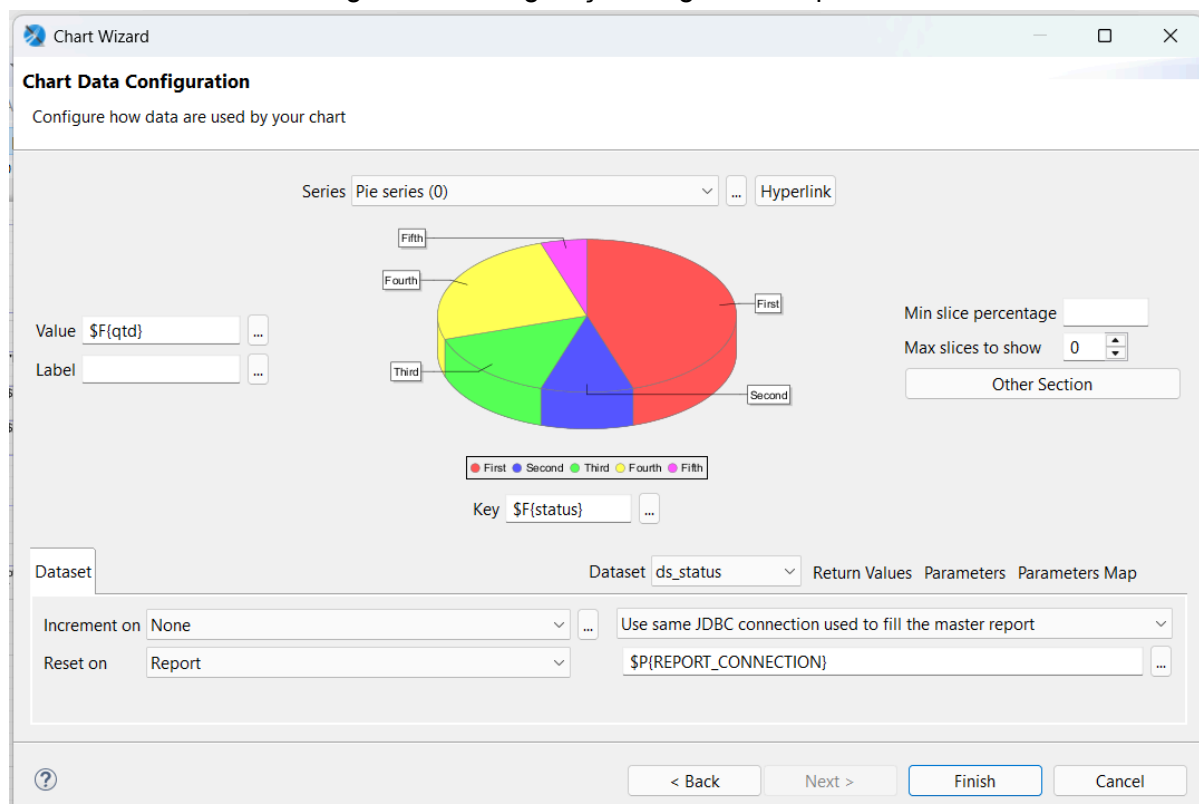 Chart Wizard
Chart Data Configuration
Configure how data are used by your chart
Series Pie series (0) ... Hyperlink
Fifth
Fourth
First
Third
Second
Value $F{qtd} ...
Label ...
Min slice percentage
Max slices to show 0
Other Section
First Second Third Fourth Fifth
Key $F{status} ...
Dataset
Dataset ds_status Return Values Parameters Parameters Map
Increment on None ... Use same JDBC connection used to fill the master report
Reset on Report $P{REPORT_CONNECTION} ...
? < Back Next > Finish Cancel